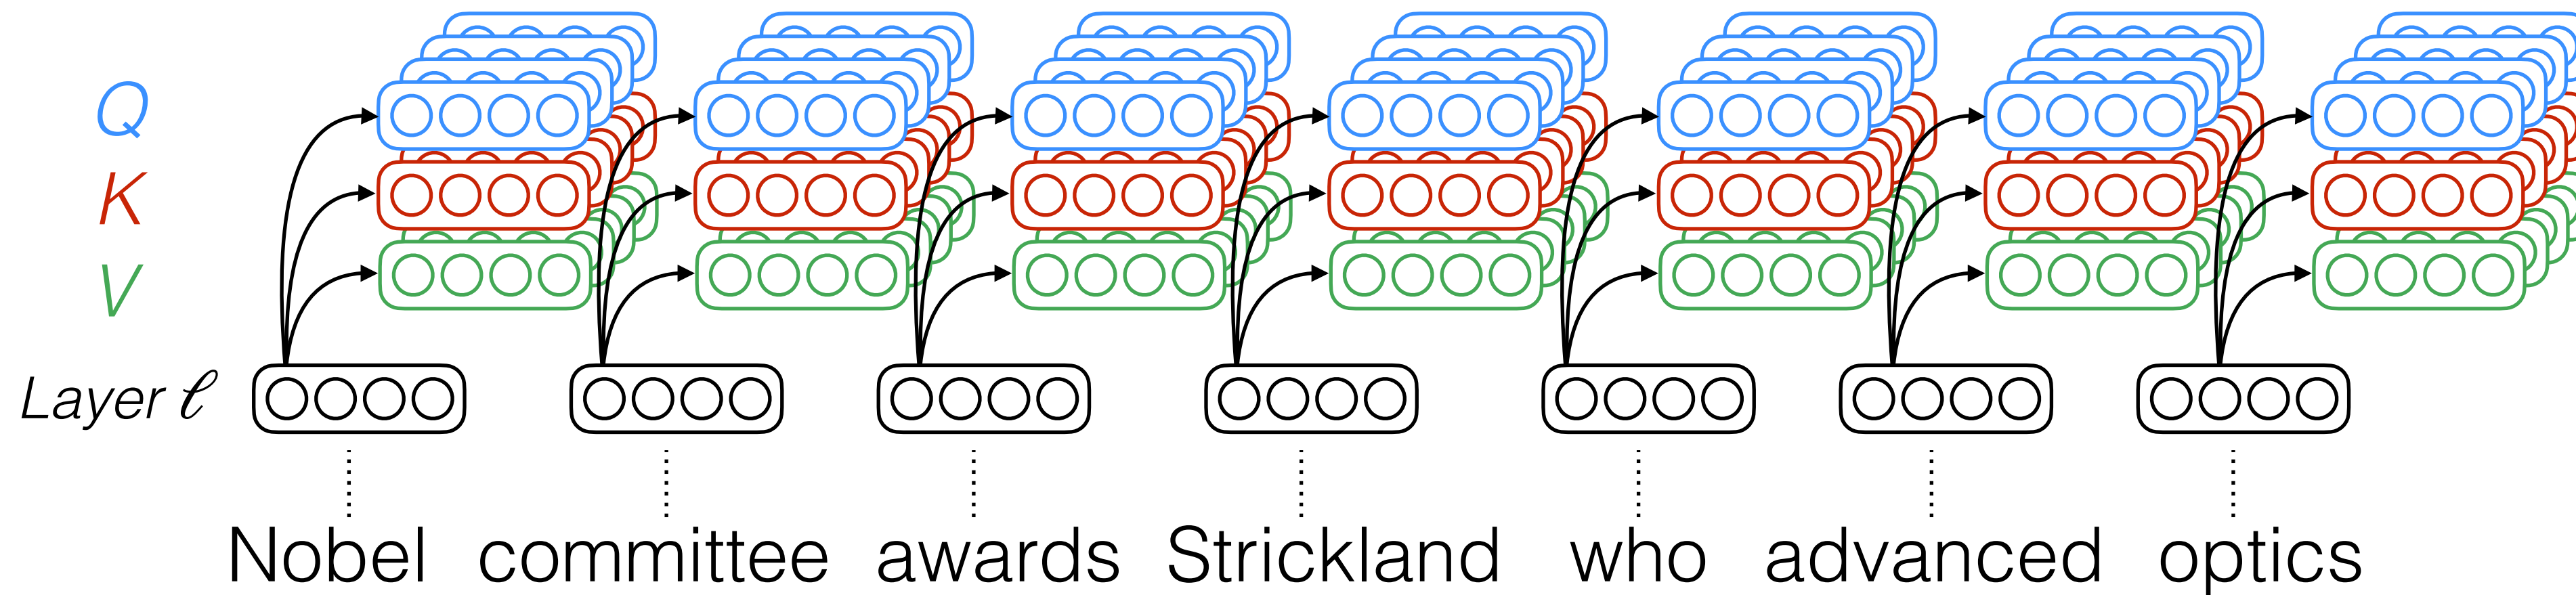 Q
K
V
Layer ℓ
Nobel committee awards Strickland who advanced optics